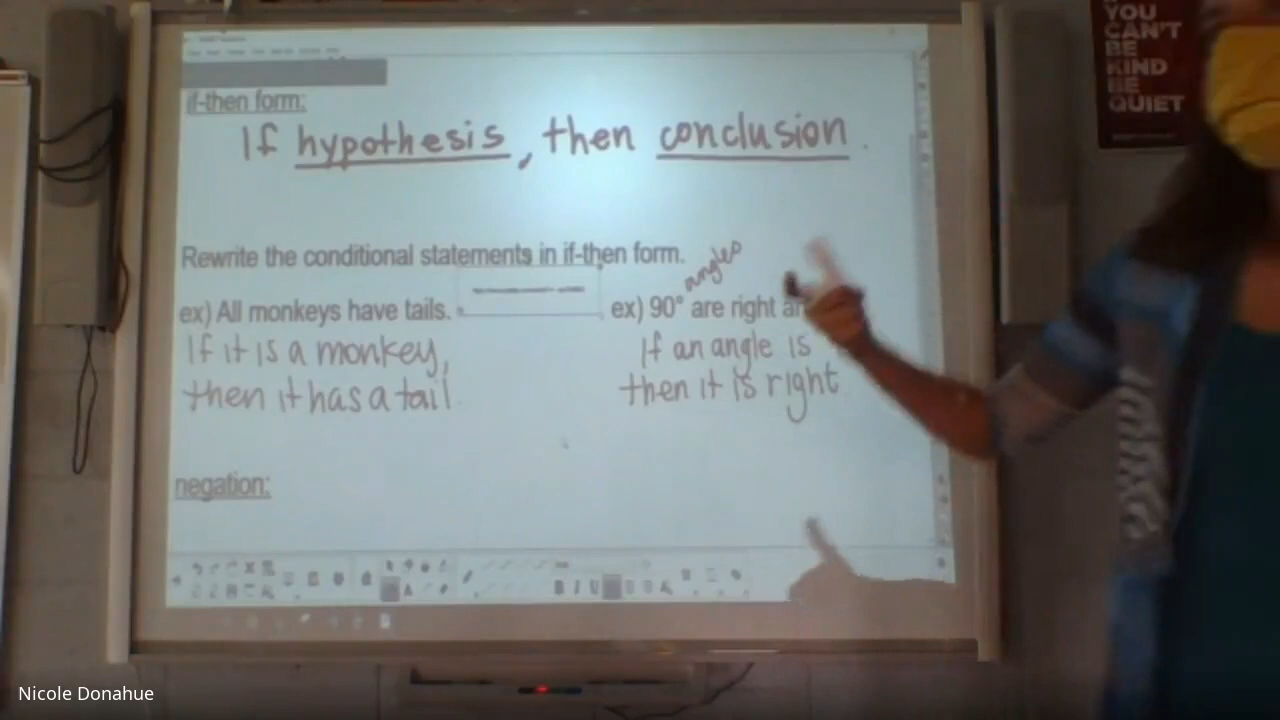 YOU
CAN'T
BE
KIND
BE
QUIET
if-then form:
If hypothesis, then conclusion.
Rewrite the conditional statements in if-then form.
ex) All monkeys have tails.
If it is a monkey,
then it has a tail.
angles
ex) 90° are right
If an angle is
then it is right
negation:
Nicole Donahue